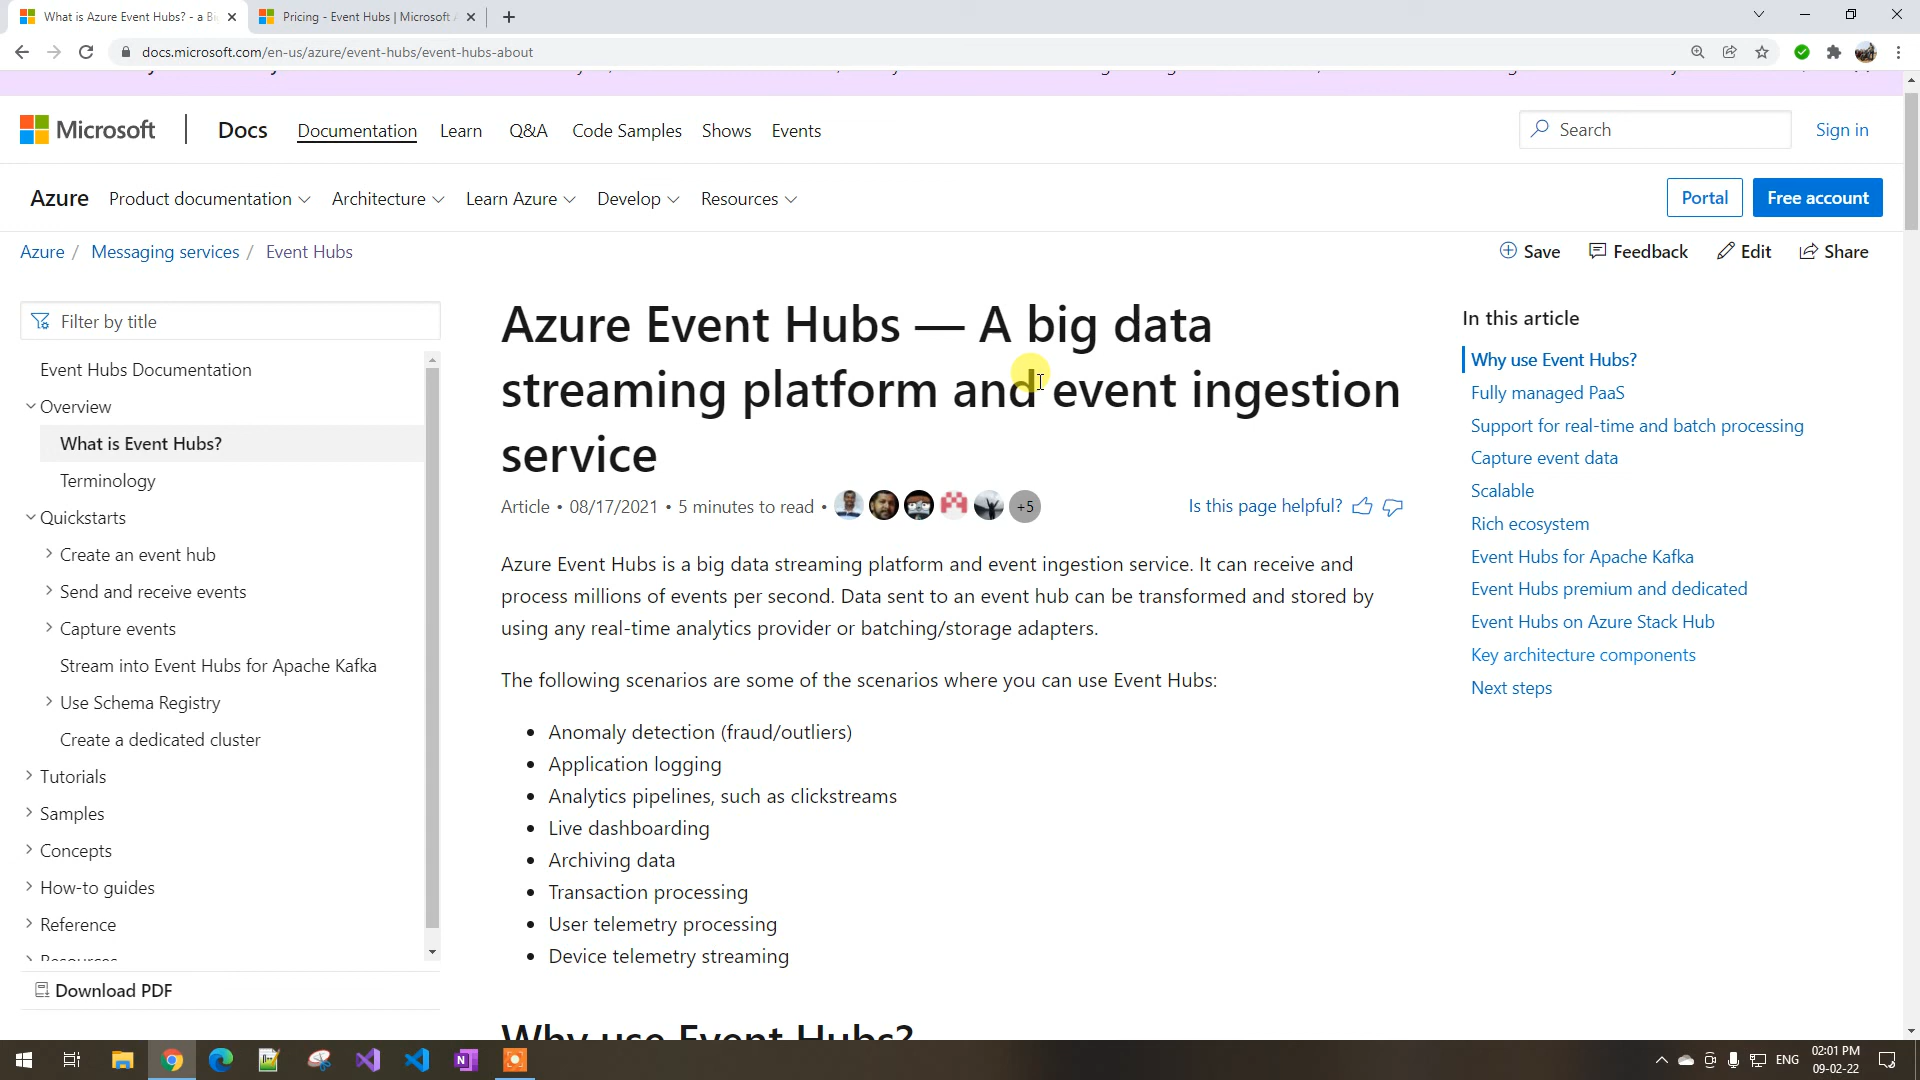 What is Azure Event Hubs? - a Bi
Pricing - Event Hubs | Microsoft A
docs.microsoft.com/en-us/azure/event-hubs/event-hubs-about
Microsoft
Docs
Documentation
Learn
Q&A
Code Samples
Shows
Events
Search
Sign in
Azure
Product documentation
Architecture
Learn Azure
Develop
Resources
Portal
Free account
Azure / Messaging services / Event Hubs
Save
Feedback
Edit
Share
Filter by title
Event Hubs Documentation
Overview
What is Event Hubs?
Terminology
Quickstarts
Create an event hub
Send and receive events
Capture events
Stream into Event Hubs for Apache Kafka
Use Schema Registry
Create a dedicated cluster
Tutorials
Samples
Concepts
How-to guides
Reference
Resources
Download PDF
Azure Event Hubs — A big data
streaming platform and event ingestion
service
Article • 08/17/2021 • 5 minutes to read •
+5
Is this page helpful?
Azure Event Hubs is a big data streaming platform and event ingestion service. It can receive and
process millions of events per second. Data sent to an event hub can be transformed and stored by
using any real-time analytics provider or batching/storage adapters.
The following scenarios are some of the scenarios where you can use Event Hubs:
• Anomaly detection (fraud/outliers)
• Application logging
• Analytics pipelines, such as clickstreams
• Live dashboarding
• Archiving data
• Transaction processing
• User telemetry processing
• Device telemetry streaming
Why use Event Hubs?
In this article
Why use Event Hubs?
Fully managed PaaS
Support for real-time and batch processing
Capture event data
Scalable
Rich ecosystem
Event Hubs for Apache Kafka
Event Hubs premium and dedicated
Event Hubs on Azure Stack Hub
Key architecture components
Next steps
ENG
02:01 PM
09-02-22